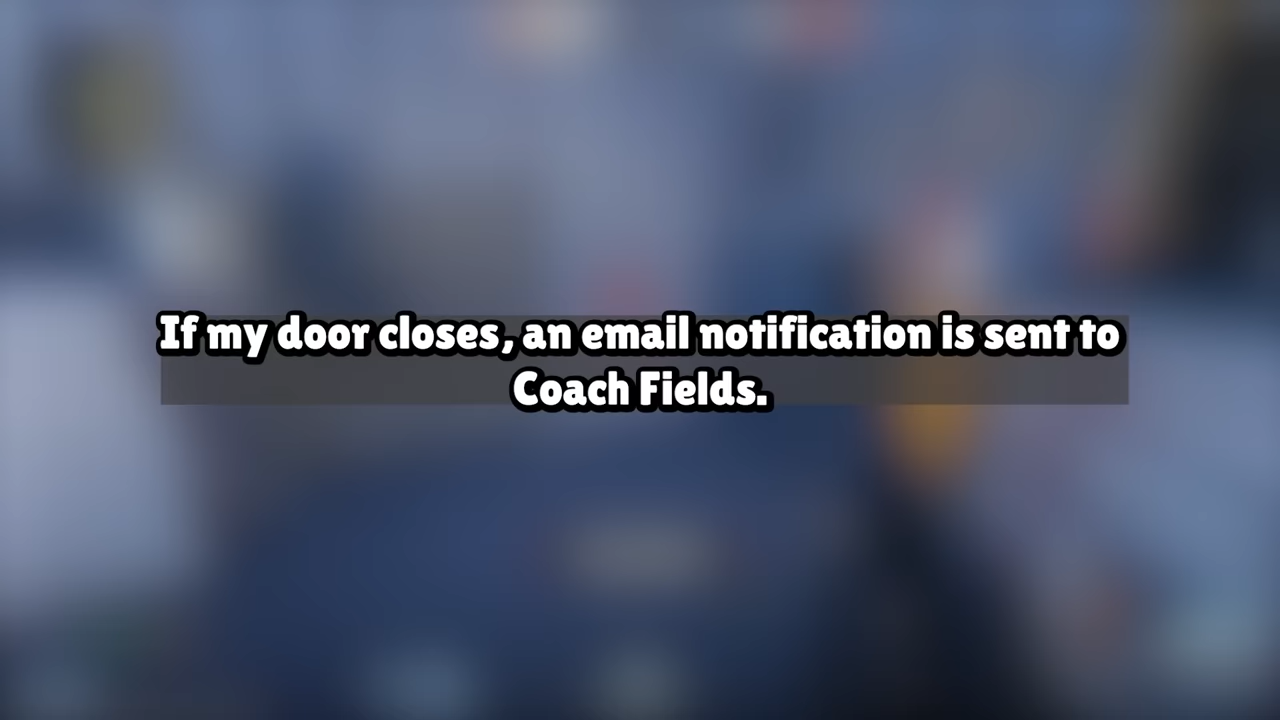 If my door closes, an email notification is sent to
Coach Fields.